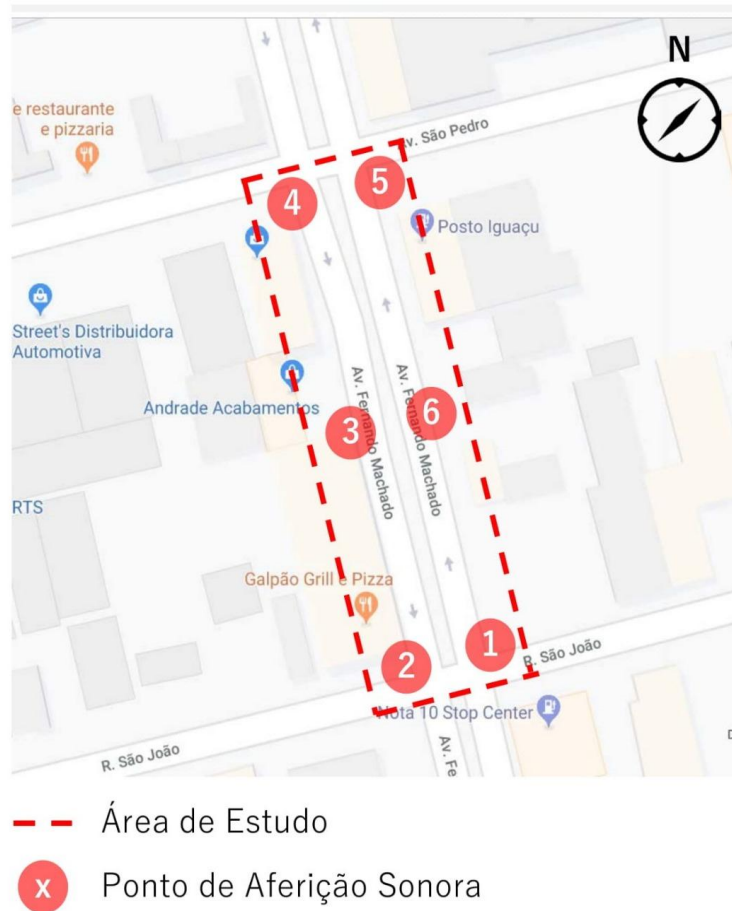 N
e restaurante
e pizzaria
Av. São Pedro
5
4
Posto Iguaçu
Street's Distribuidora
Automotiva
Andrade Acabamentos
Av. Fernando Machado
Av. Fernando Machado
6
3
RTS
Galpão Grill e Pizza
1
2
R. São João
Nota 10 Stop Center
R. São João
Av. Fe
Área de Estudo
x
Ponto de Aferição Sonora